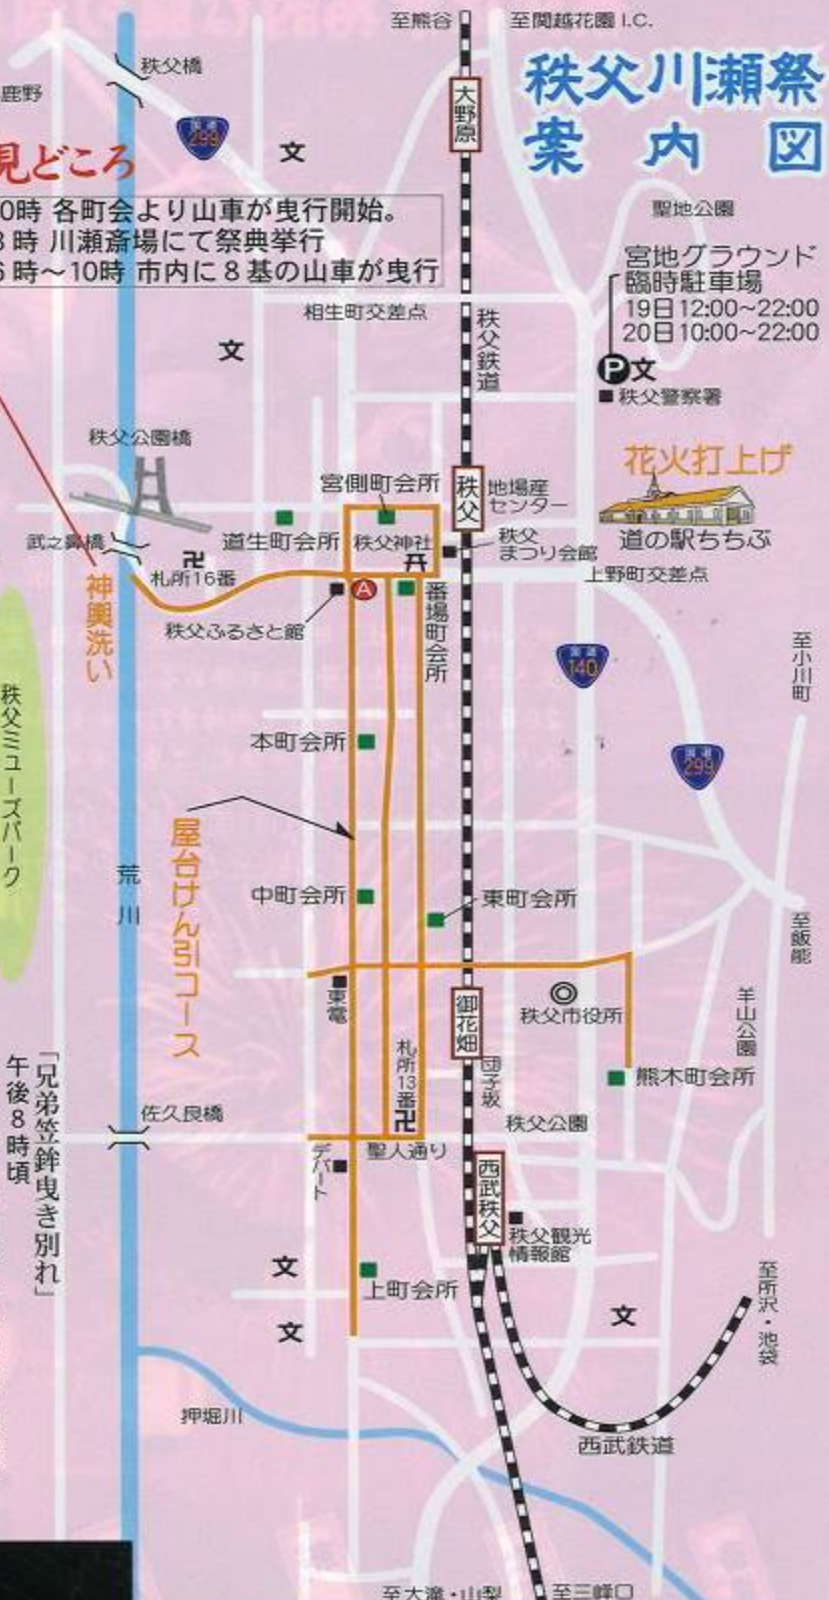 至熊谷
至関越花園 I.C.
秩父川瀬祭
案内図
秩父橋
鹿野
国道
299
文
大野原
見どころ
0時 各町会より山車が曳行開始。
時 川瀬斎場にて祭典挙行
時～10時 市内に8基の山車が曳行
聖地公園
宮地グラウンド
臨時駐車場
19日12:00～22:00
20日10:00～22:00
相生町交差点
秩父鉄道
文
P文
秩父警察署
秩父公園橋
花火打上げ
宮側町会所
秩父
地場産
センター
武之鼻橋
道生町会所
秩父神社
秩父
まつり会館
道の駅ちちぶ
卍
札所16番
上野町交差点
神輿洗い
A
秩父ふるさと館
番場町会所
国道
140
至小川町
秩父ミューズパーク
本町会所
国道
299
屋台けん引コース
荒川
中町会所
東町会所
至飯能
東電
御花畑
秩父市役所
羊山公園
「兄弟笠鉾曳き別れ」
午後8時頃
札所13番
卍
団子坂
熊木町会所
佐久良橋
秩父公園
聖人通り
デパート
西武秩父
秩父観光
情報館
文
上町会所
至所沢・池袋
文
文
押堀川
西武鉄道
至大滝・山梨
至三峰口